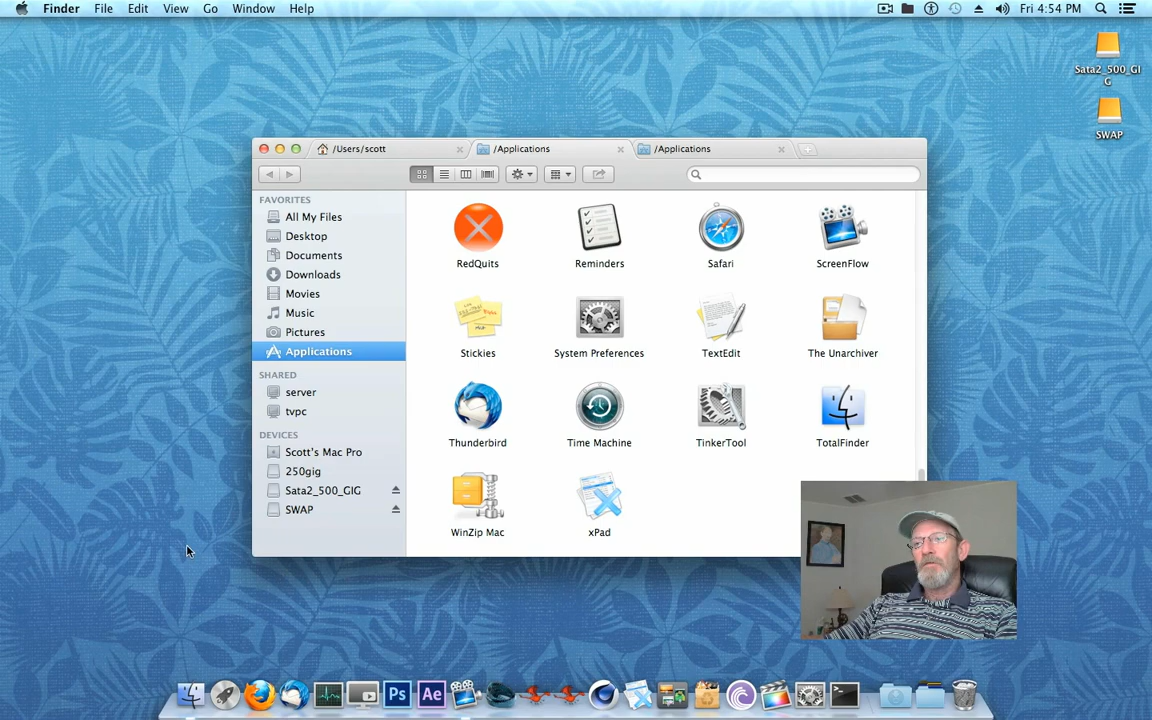 Finder File Edit View Go Window Help
Fri 4:54 PM
Sata2_500_GI
G
SWAP
/Users/scott /Applications /Applications
FAVORITES
All My Files
Desktop
Documents
Downloads
Movies
Music
Pictures
Applications
SHARED
server
tvpc
DEVICES
Scott's Mac Pro
250gig
Sata2_500_GIG
SWAP
RedQuits Reminders Safari ScreenFlow
Stickies System Preferences TextEdit The Unarchiver
Thunderbird Time Machine TinkerTool TotalFinder
WinZip Mac xPad
Ps Ae